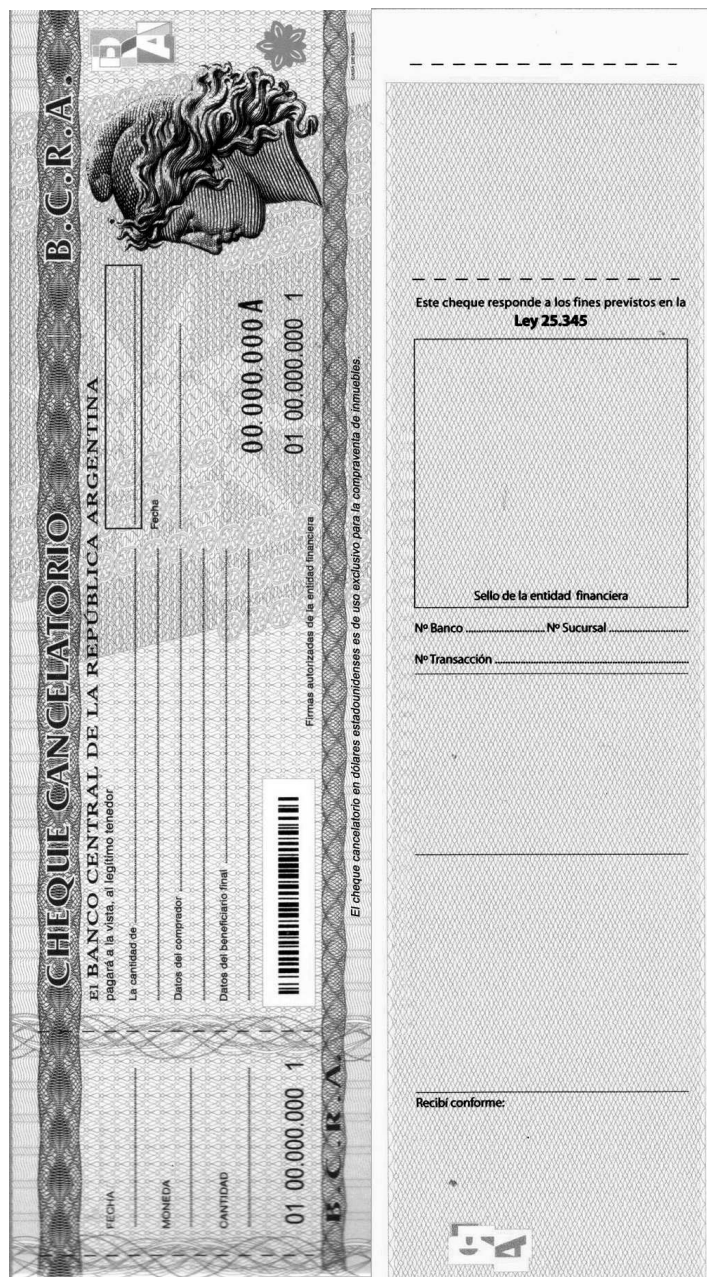 CHEQUE CANCELATORIO B.C.R.A.
El BANCO CENTRAL DE LA REPÚBLICA ARGENTINA
pagará a la vista, al legítimo tenedor
La cantidad de
Fecha
Datos del comprador
Datos del beneficiario final
00.000.000 A
01 00.000.000 1
Firmas autorizadas de la entidad financiera
El cheque cancelatorio en dólares estadounidenses es de uso exclusivo para la compraventa de inmuebles.
FECHA
MONEDA
CANTIDAD
01 00.000.000 1
B.C.R.A.
Este cheque responde a los fines previstos en la
Ley 25.345
Sello de la entidad financiera
Nº Banco Nº Sucursal
Nº Transacción
Recibí conforme: